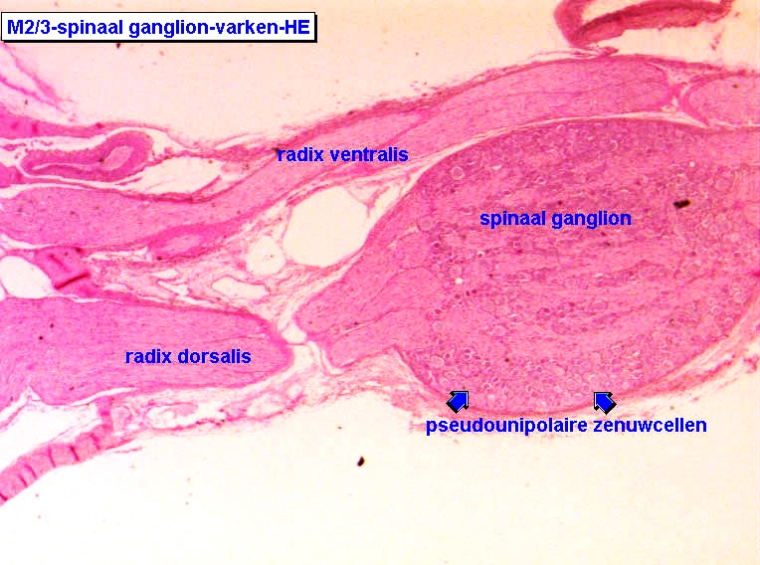 M2/3-spinaal ganglion-varken-HE
radix ventralis
spinaal ganglion
radix dorsalis
pseudounipolaire zenuwcellen